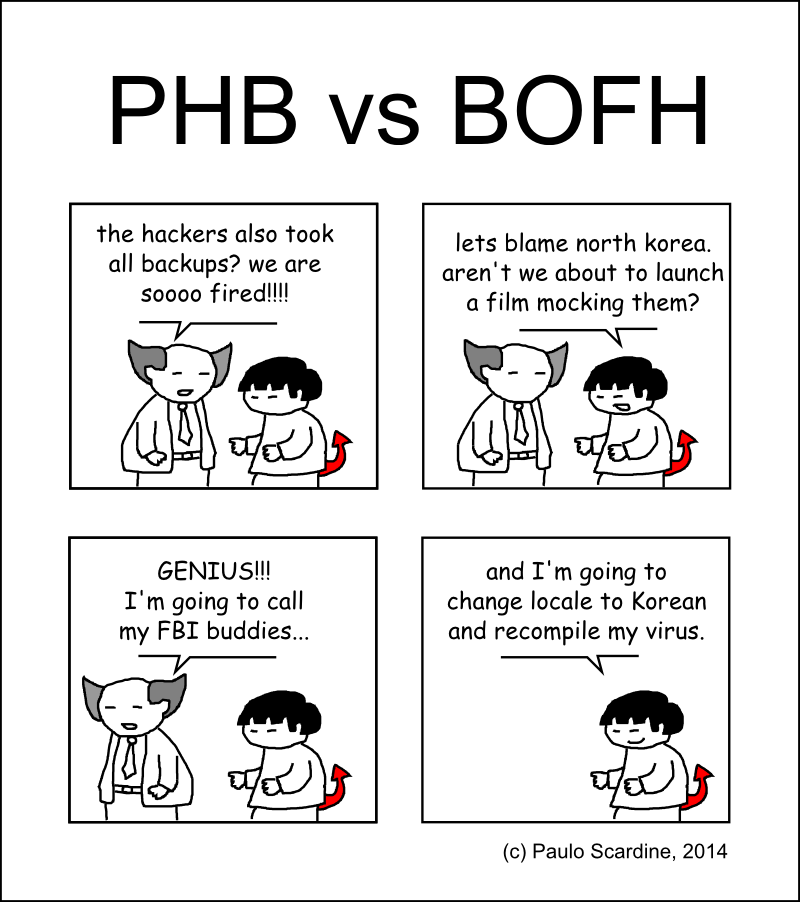 PHB vs BOFH
the hackers also took
all backups? we are
soooo fired!!!!
lets blame north korea.
aren't we about to launch
a film mocking them?
GENIUS!!!
I'm going to call
my FBI buddies...
and I'm going to
change locale to Korean
and recompile my virus.
(c) Paulo Scardine, 2014